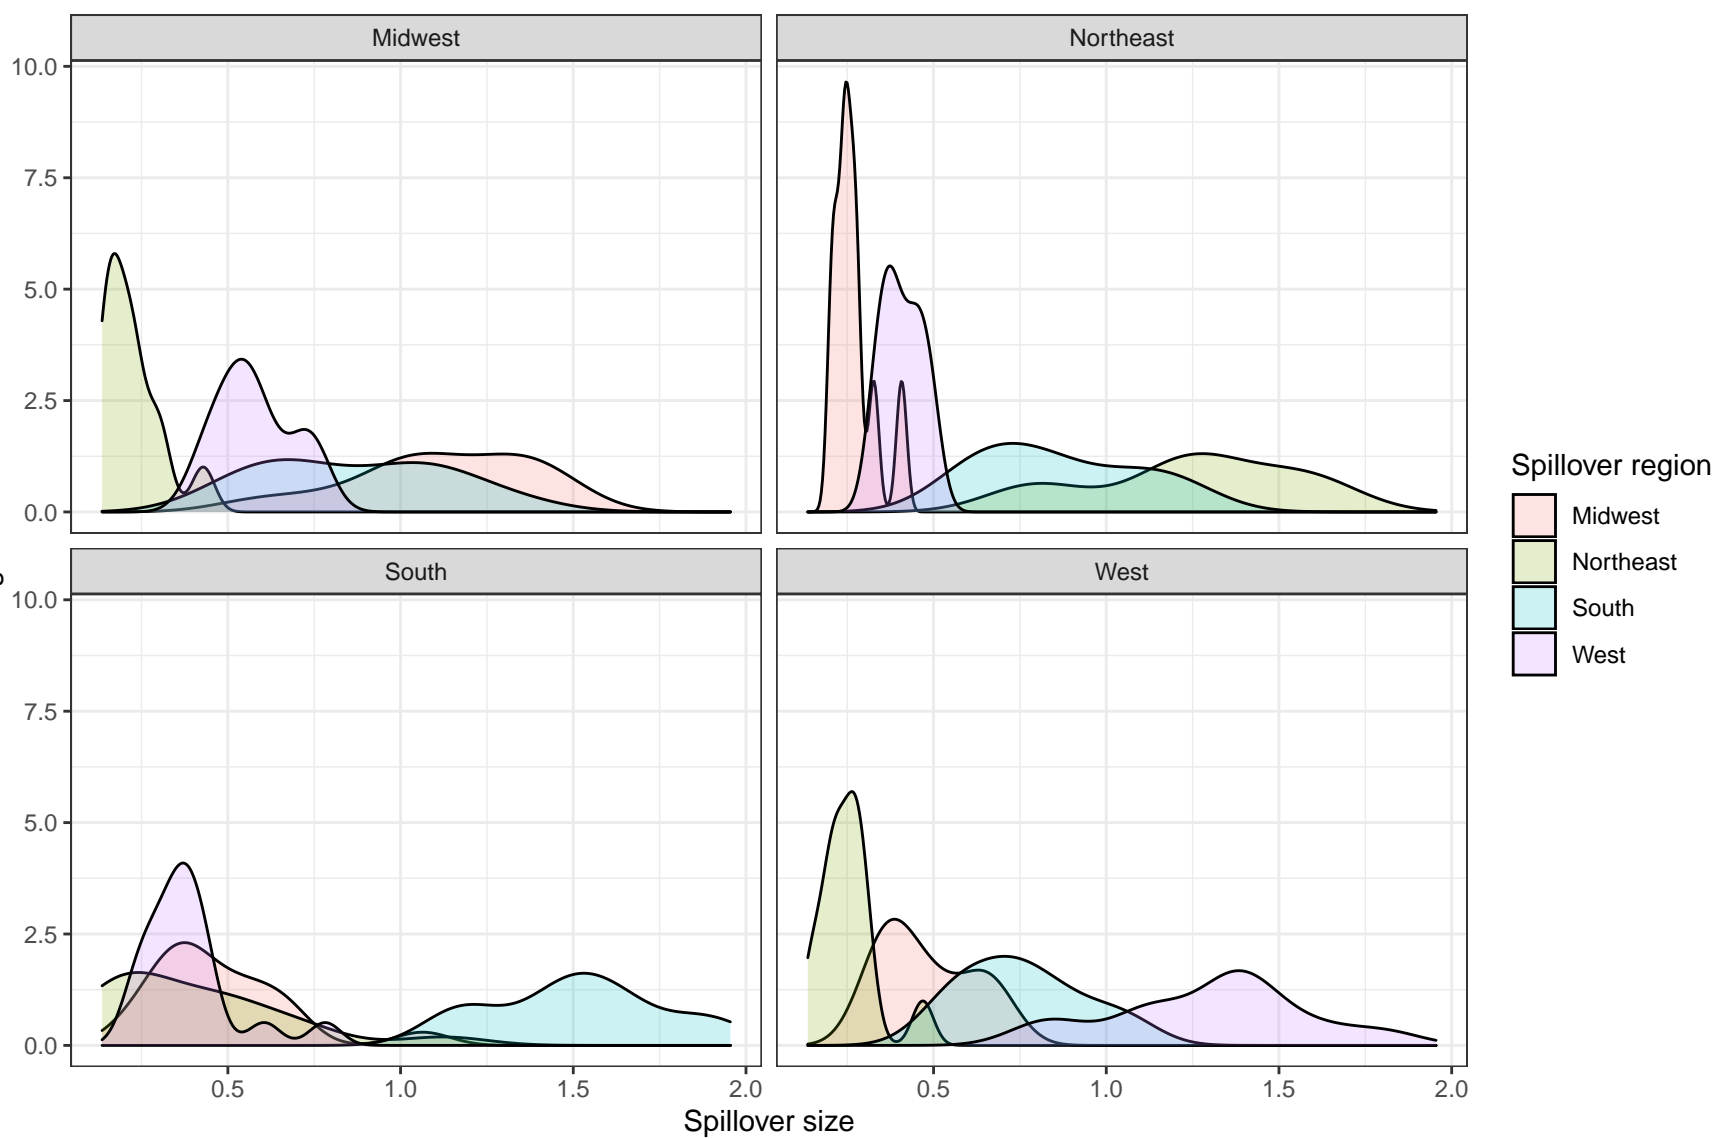 Midwest Northeast
10.0
7.5
5.0
2.5
0.0
South West
10.0
7.5
5.0
2.5
0.0
0.5 1.0 1.5 2.0 0.5 1.0 1.5 2.0
Spillover size
Spillover region
Midwest
Northeast
South
West